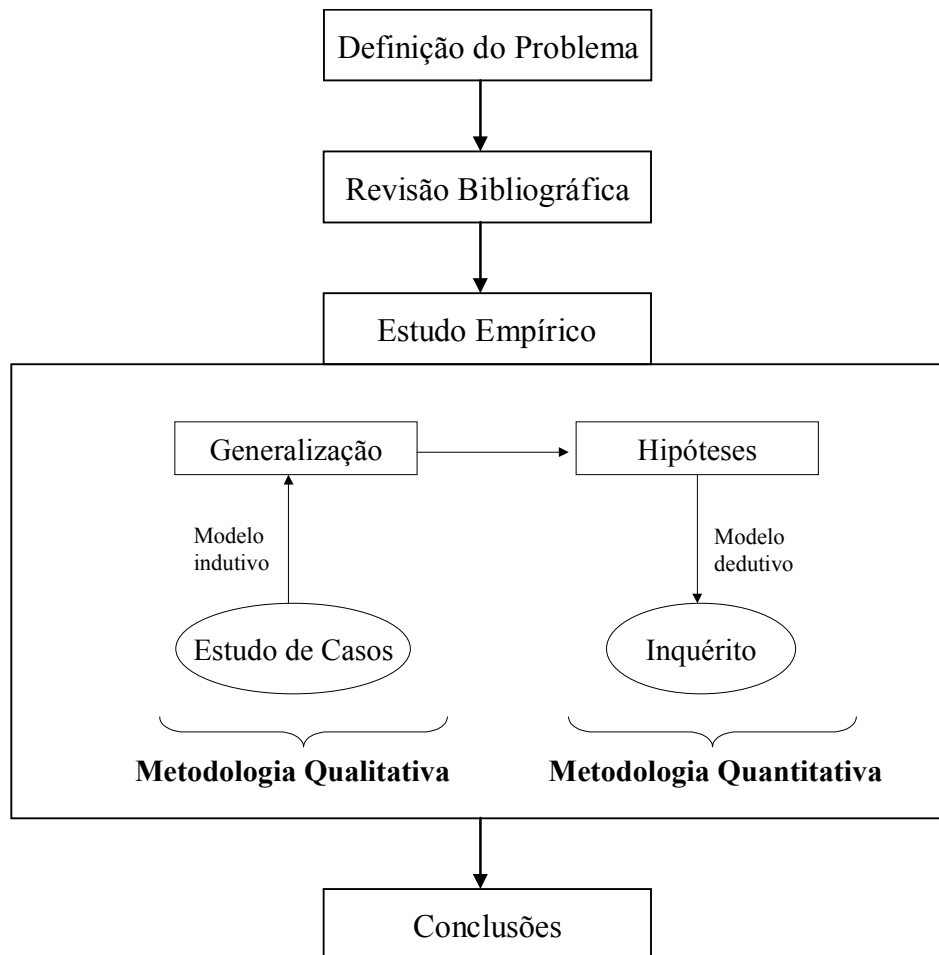 Definição do Problema
Revisão Bibliográfica
Estudo Empírico
Generalização
Hipóteses
Modelo
indutivo
Modelo
dedutivo
Estudo de Casos
Inquérito
Metodologia Qualitativa
Metodologia Quantitativa
Conclusões